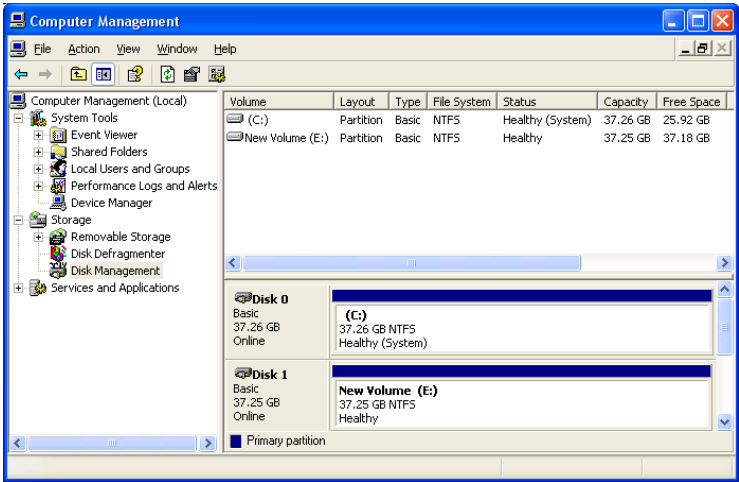 Computer Management
File Action View Window Help
Computer Management (Local)
System Tools
Event Viewer
Shared Folders
Local Users and Groups
Performance Logs and Alerts
Device Manager
Storage
Removable Storage
Disk Defragmenter
Disk Management
Services and Applications
Volume Layout Type File System Status Capacity Free Space
(C:) Partition Basic NTFS Healthy (System) 37.26 GB 25.92 GB
New Volume (E:) Partition Basic NTFS Healthy 37.25 GB 37.18 GB
Disk 0
Basic
37.26 GB
Online
(C:)
37.26 GB NTFS
Healthy (System)
Disk 1
Basic
37.25 GB
Online
New Volume (E:)
37.25 GB NTFS
Healthy
Primary partition